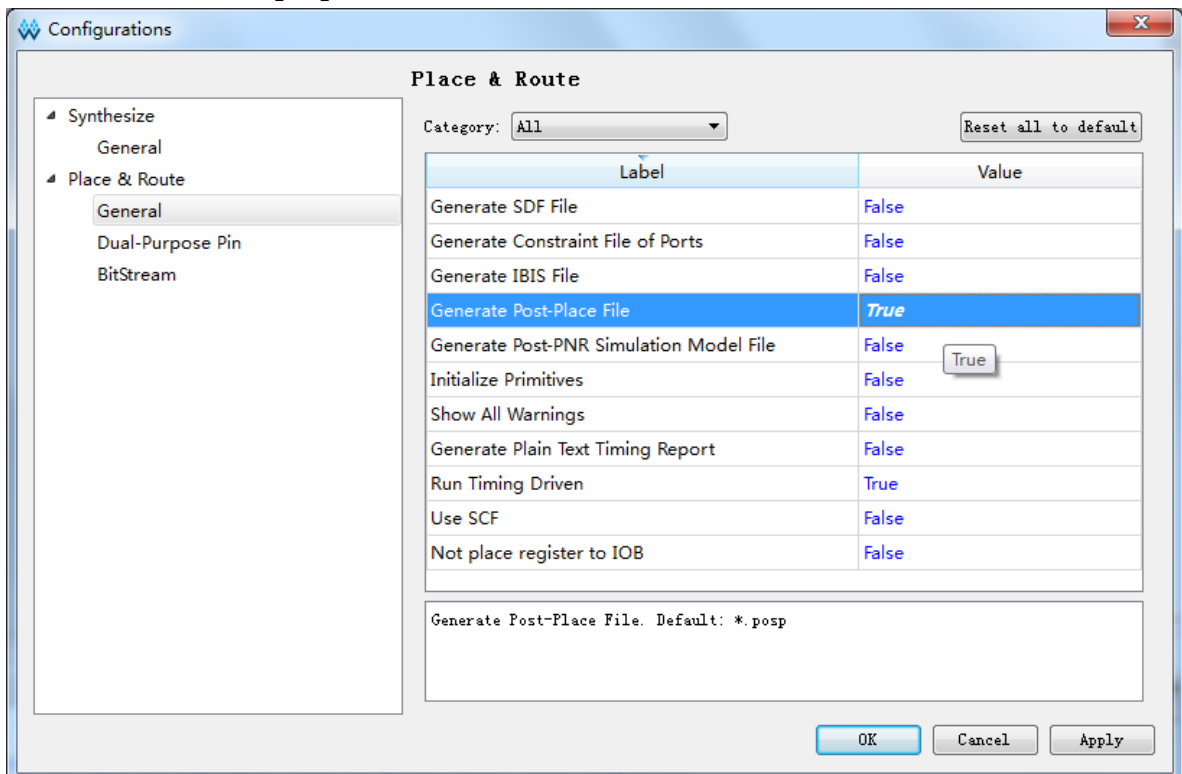 Configurations
Place & Route
Synthesize
General
Place & Route
General
Dual-Purpose Pin
BitStream
Category: All
Reset all to default
Label Value
Generate SDF File False
Generate Constraint File of Ports False
Generate IBIS File False
Generate Post-Place File True
Generate Post-PNR Simulation Model File False
True
Initialize Primitives False
Show All Warnings False
Generate Plain Text Timing Report False
Run Timing Driven True
Use SCF False
Not place register to IOB False
Generate Post-Place File. Default: *.posp
OK Cancel Apply